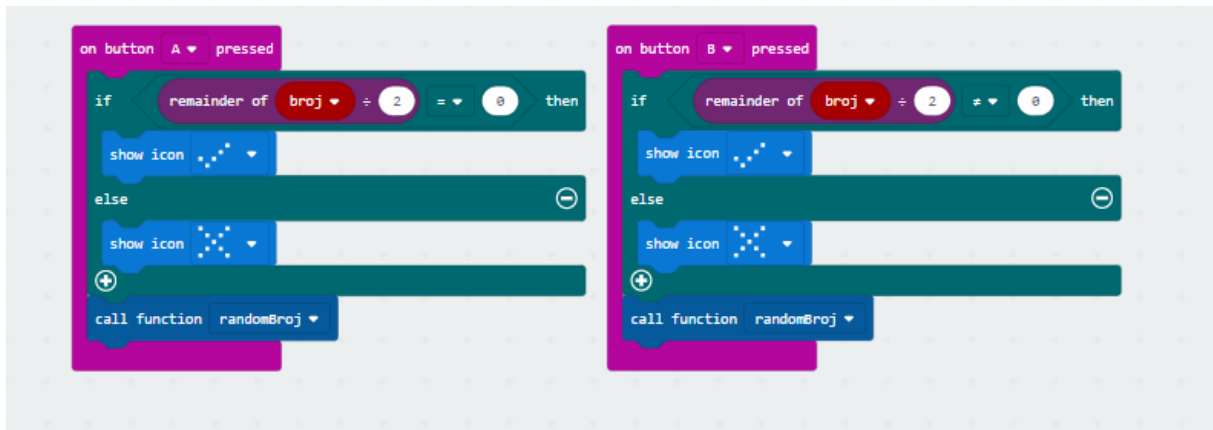 on button A pressed
if remainder of broj ÷ 2 = 0 then
show icon
else
show icon
call function randomBroj
on button B pressed
if remainder of broj ÷ 2 ≠ 0 then
show icon
else
show icon
call function randomBroj